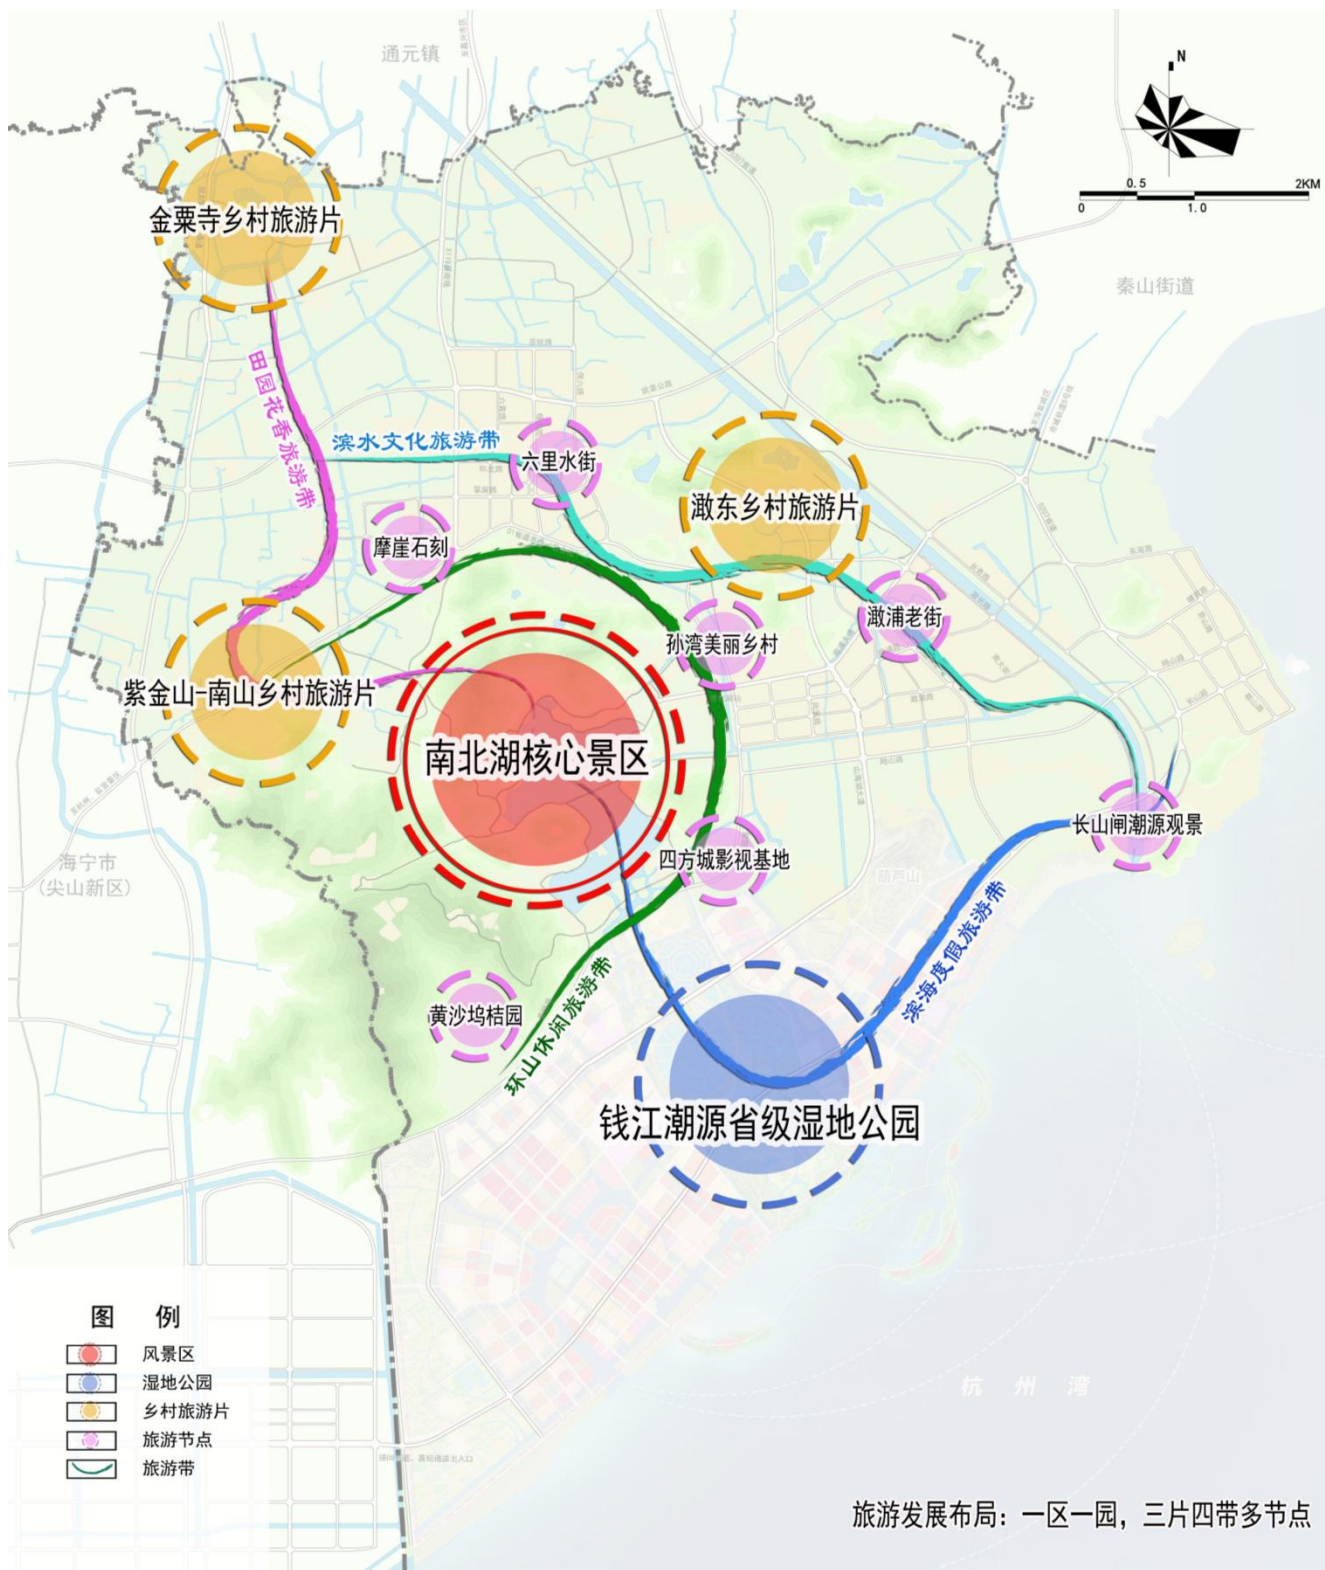 通元镇
N
0.5
2KM
0
1.0
金粟寺乡村旅游片
秦山街道
田园花香旅游带
滨水文化旅游带
六里水街
澉东乡村旅游片
摩崖石刻
澉浦老街
孙湾美丽乡村
紫金山-南山乡村旅游片
南北湖核心景区
长山闸潮源观景
四方城影视基地
海宁市
(尖山新区)
葫芦山
滨海度假旅游带
黄沙坞桔园
环山休闲旅游带
钱江潮源省级湿地公园
图 例
风景区
湿地公园
乡村旅游片
旅游节点
旅游带
杭 州 湾
旅游发展布局：一区一园，三片四带多节点